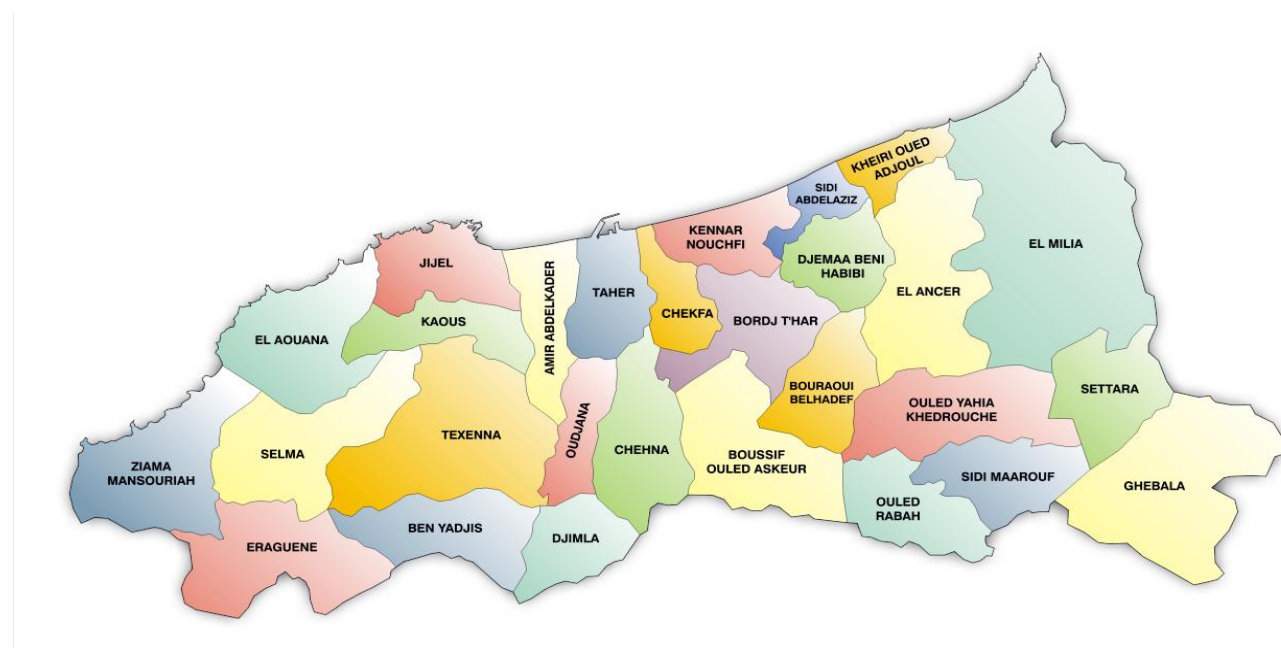 KHEIRI OUED
ADJOUL
SIDI
ABDELAZIZ
KENNAR
NOUCHFI
EL MILIA
JIJEL
DJEMAA BENI
HABIBI
TAHER
EL ANCER
CHEKFA
BORDJ T'HAR
KAOUS
AMIR ABDELKADER
EL AOUANA
BOURAOUI
BELHADEF
SETTARA
OULED YAHIA
KHEDROUCHE
TEXENNA
OUDJANA
CHEHNA
SELMA
BOUSSIF
OULED ASKEUR
ZIAMA
MANSOURIAH
SIDI MAAROUF
GHEBALA
OULED
RABAH
BEN YADJIS
DJIMLA
ERAGUENE